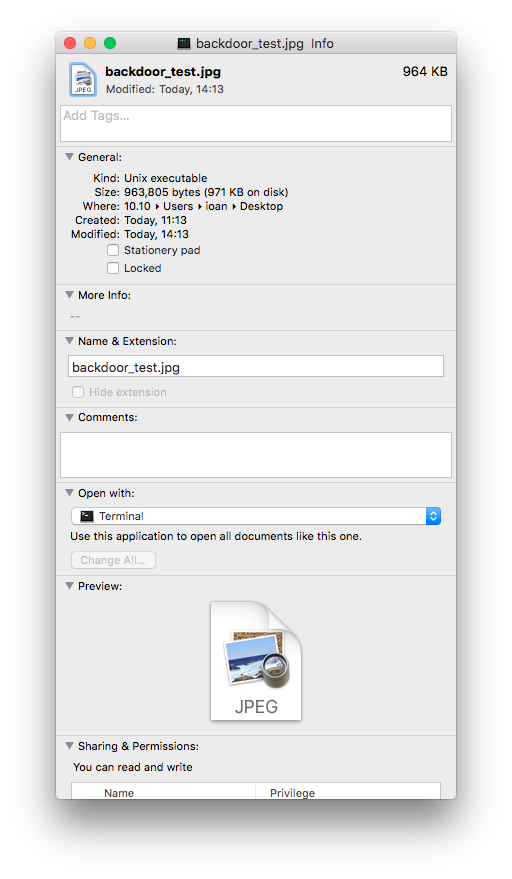 backdoor_test.jpg Info
JPEG
backdoor_test.jpg 964 KB
Modified: Today, 14:13
Add Tags...
General:
Kind: Unix executable
Size: 963,805 bytes (971 KB on disk)
Where: 10.10 ▸ Users ▸ ioan ▸ Desktop
Created: Today, 11:13
Modified: Today, 14:13
Stationery pad
Locked
More Info:
--
Name & Extension:
backdoor_test.jpg
Hide extension
Comments:
Open with:
Terminal
Use this application to open all documents like this one.
Change All...
Preview:
JPEG
Sharing & Permissions:
You can read and write
Name Privilege